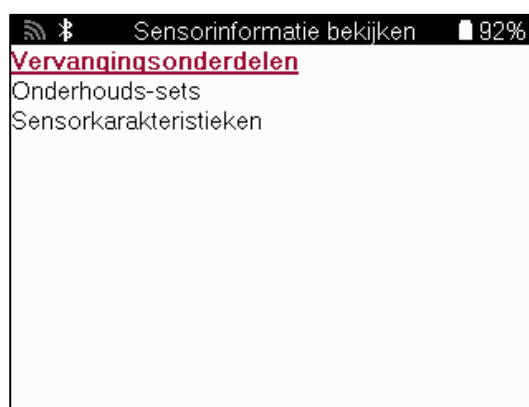 Sensorinformatie bekijken 92%
Vervangingsonderdelen
Onderhouds-sets
Sensorkarakteristieken